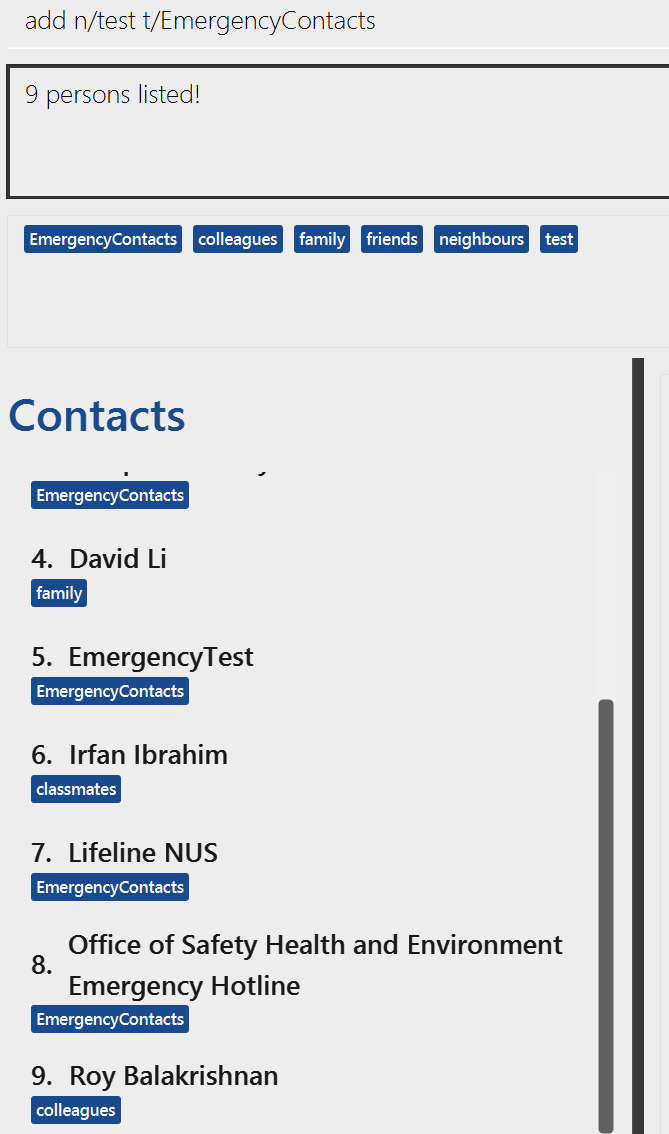 add n/test t/EmergencyContacts
9 persons listed!
EmergencyContacts colleagues family friends neighbours test
Contacts
EmergencyContacts
4. David Li
family
5. EmergencyTest
EmergencyContacts
6. Irfan Ibrahim
classmates
7. Lifeline NUS
EmergencyContacts
8. Office of Safety Health and Environment
Emergency Hotline
EmergencyContacts
9. Roy Balakrishnan
colleagues